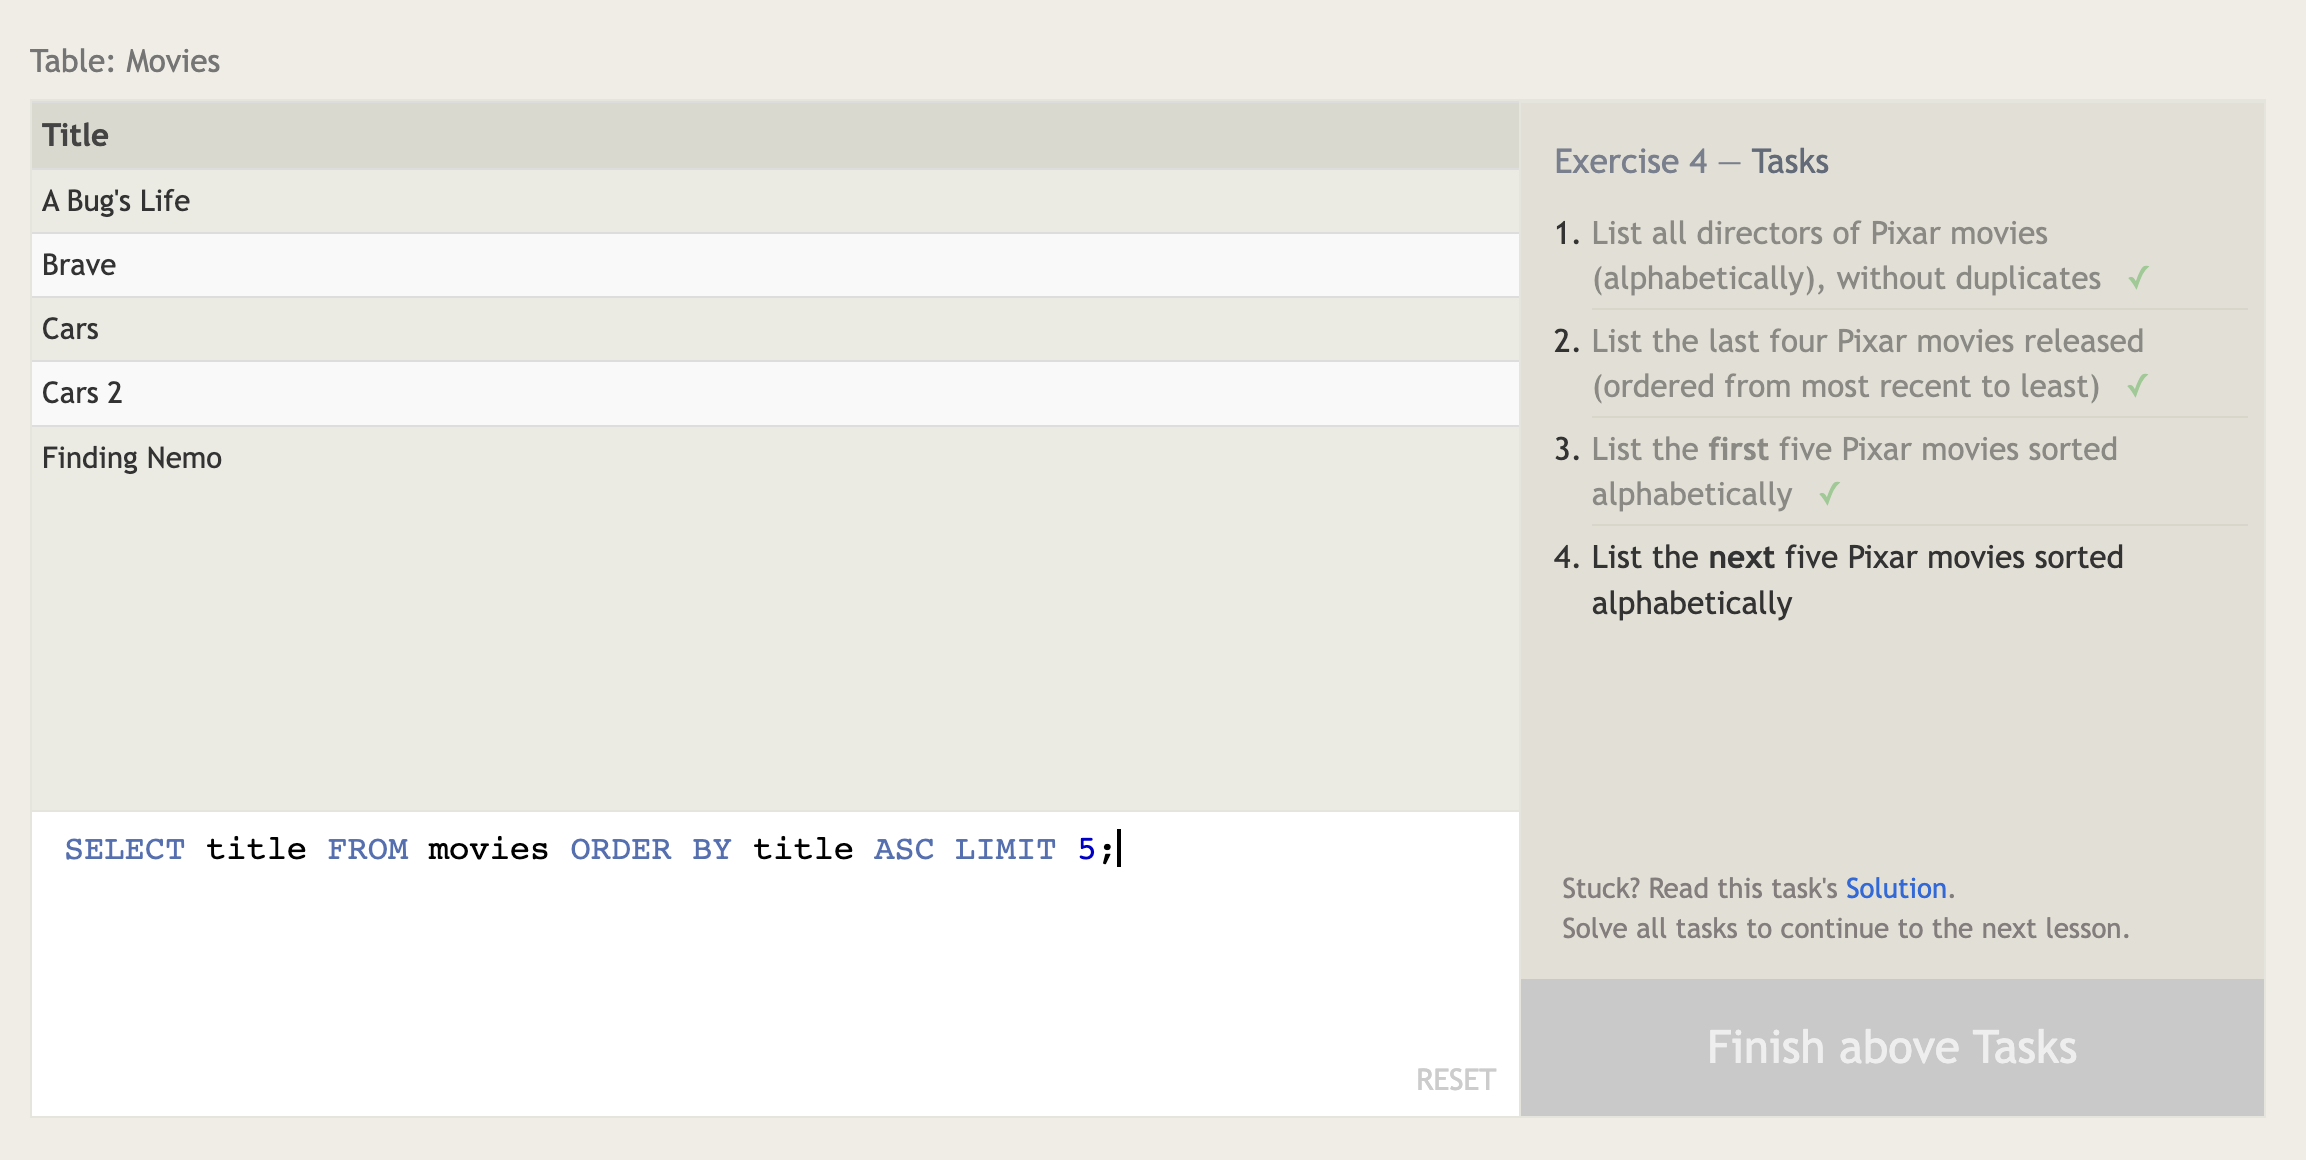 Table: Movies
Title
A Bug's Life
Brave
Cars
Cars 2
Finding Nemo
SELECT title FROM movies ORDER BY title ASC LIMIT 5;
RESET
Exercise 4 — Tasks
1. List all directors of Pixar movies
(alphabetically), without duplicates ✓
2. List the last four Pixar movies released
(ordered from most recent to least) ✓
3. List the first five Pixar movies sorted
alphabetically ✓
4. List the next five Pixar movies sorted
alphabetically
Stuck? Read this task's Solution.
Solve all tasks to continue to the next lesson.
Finish above Tasks